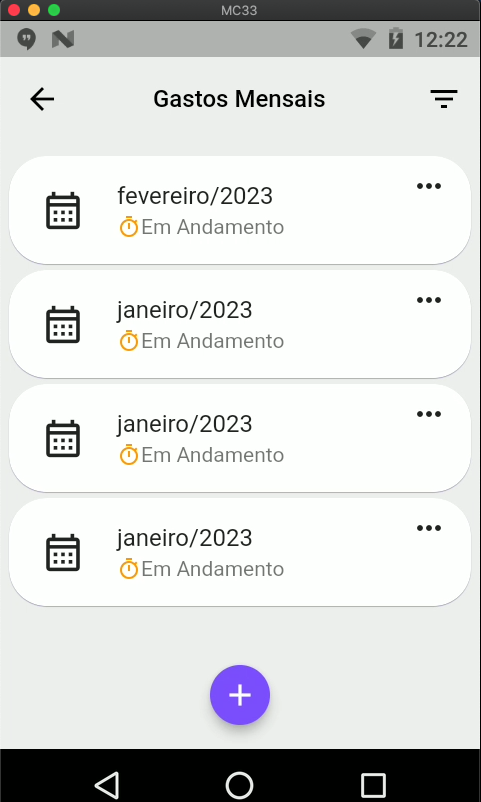 MC33
12:22
Gastos Mensais
fevereiro/2023
Em Andamento
janeiro/2023
Em Andamento
janeiro/2023
Em Andamento
janeiro/2023
Em Andamento